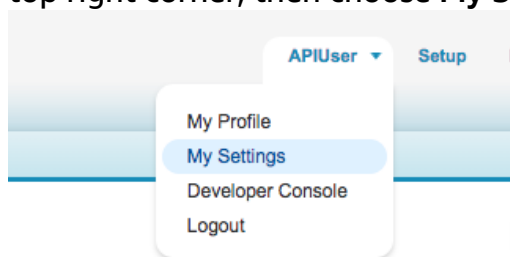 top right corner, then choose My S
APIUser Setup
My Profile
My Settings
Developer Console
Logout